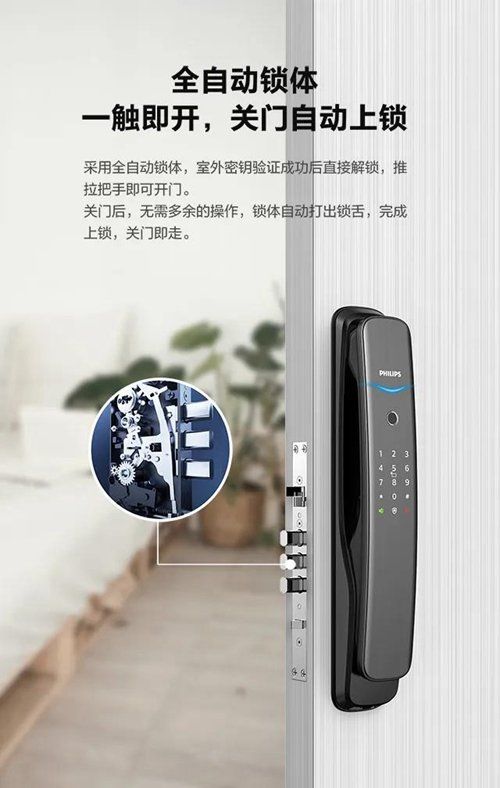 全自动锁体
一触即开，关门自动上锁
采用全自动锁体，室外密钥验证成功后直接解锁，推
拉把手即可开门。
关门后，无需多余的操作，锁体自动打出锁舌，完成
上锁，关门即走。
PHILIPS
1 2 3
4 5 6
7 8 9
* 0 #